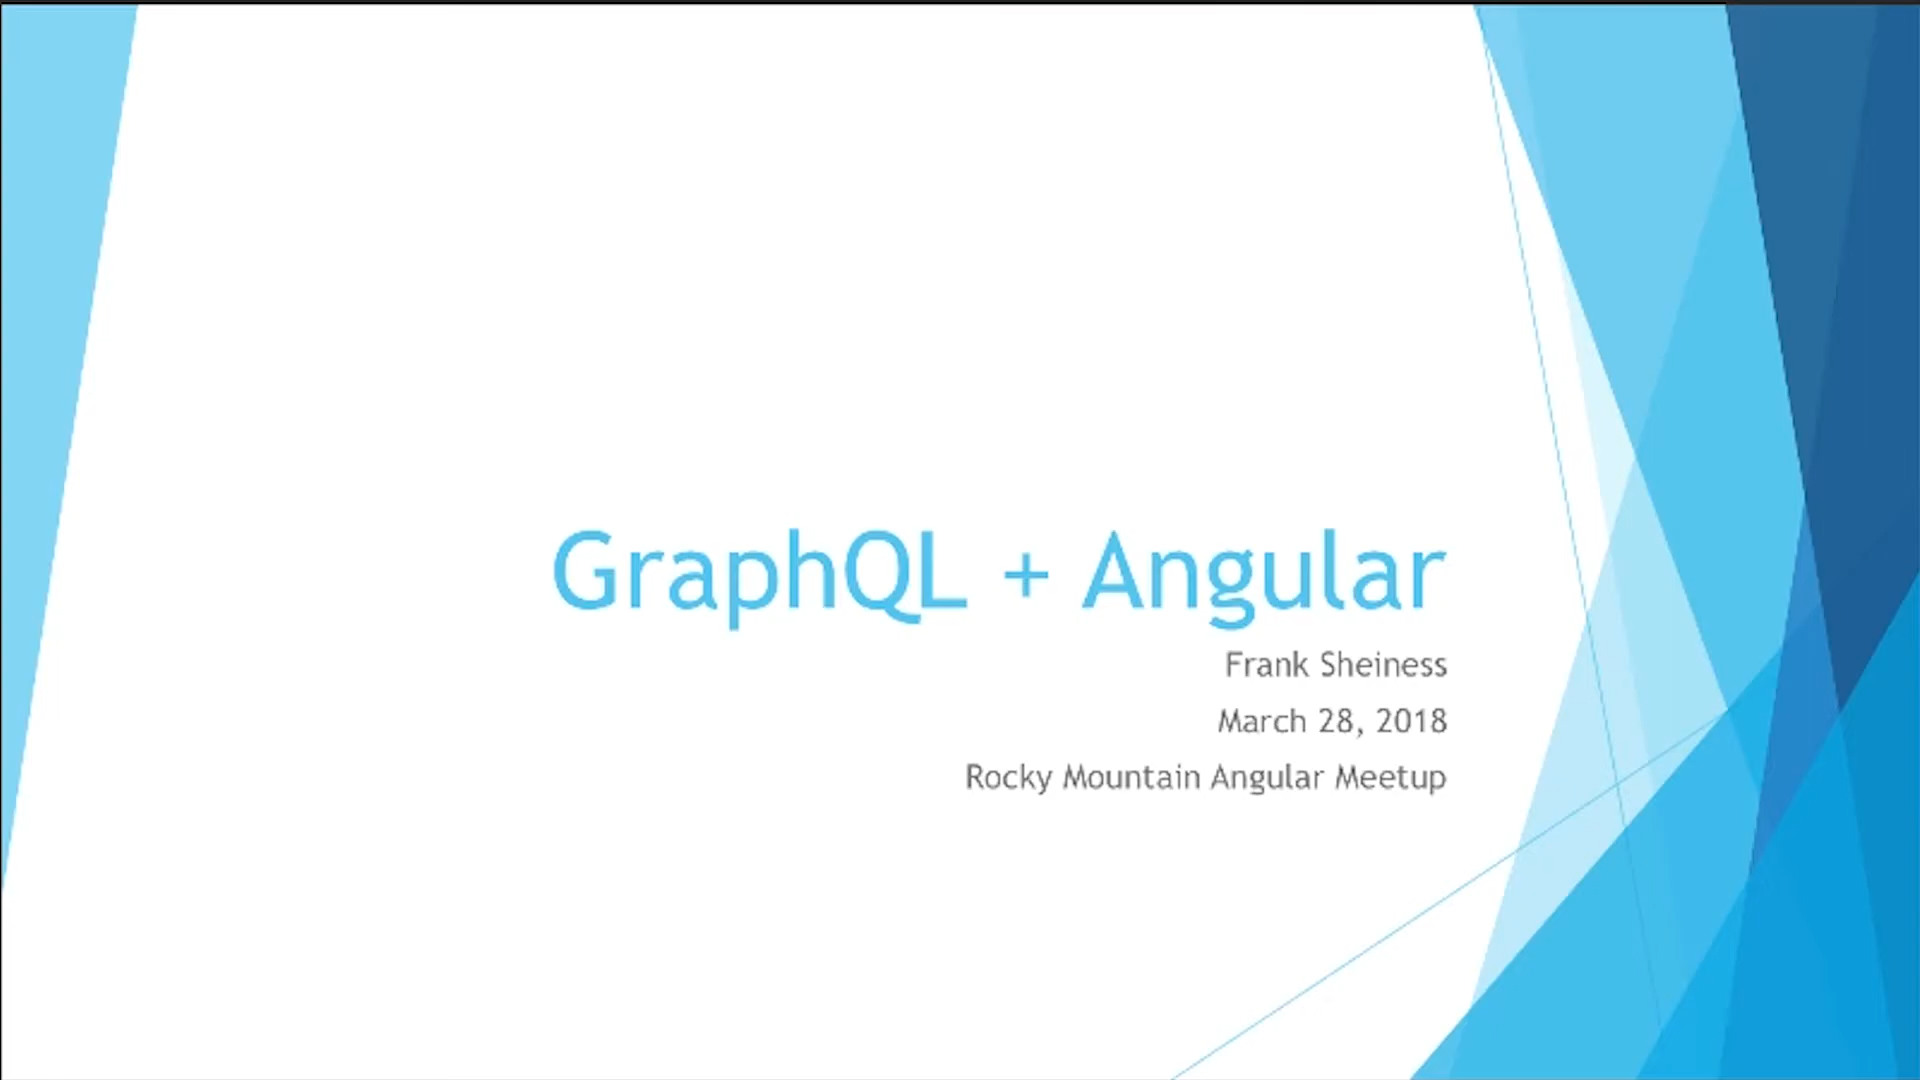 GraphQL + Angular
Frank Sheiness
March 28, 2018
Rocky Mountain Angular Meetup